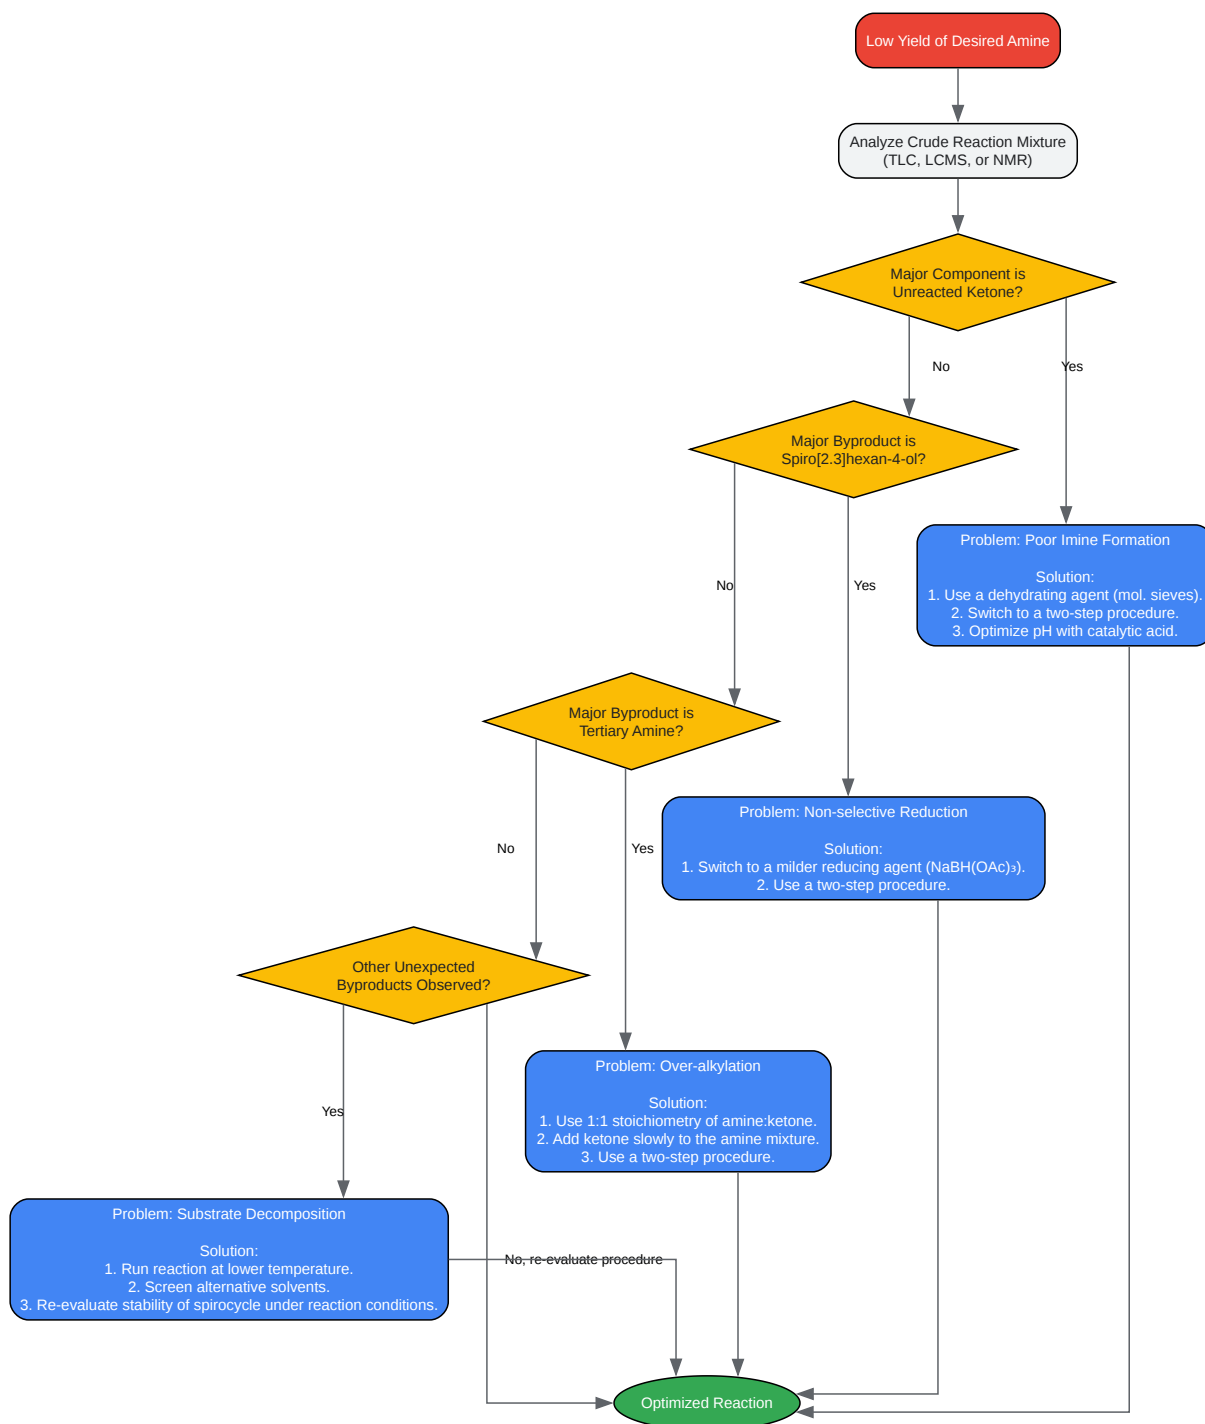 Low Yield of Desired Amine
Analyze Crude Reaction Mixture
(TLC, LCMS, or NMR)
Major Component is
Unreacted Ketone?
No
Yes
Major Byproduct is
Spiro[2.3]hexan-4-ol?
Problem: Poor Imine Formation
Solution:
1. Use a dehydrating agent (mol. sieves).
2. Switch to a two-step procedure.
3. Optimize pH with catalytic acid.
No
Yes
Major Byproduct is
Tertiary Amine?
Problem: Non-selective Reduction
Solution:
1. Switch to a milder reducing agent (NaBH(OAc)₃).
2. Use a two-step procedure.
No
Yes
Other Unexpected
Byproducts Observed?
Problem: Over-alkylation
Solution:
1. Use 1:1 stoichiometry of amine:ketone.
2. Add ketone slowly to the amine mixture.
3. Use a two-step procedure.
Yes
Problem: Substrate Decomposition
Solution:
1. Run reaction at lower temperature.
2. Screen alternative solvents.
3. Re-evaluate stability of spirocycle under reaction conditions.
No, re-evaluate procedure
Optimized Reaction